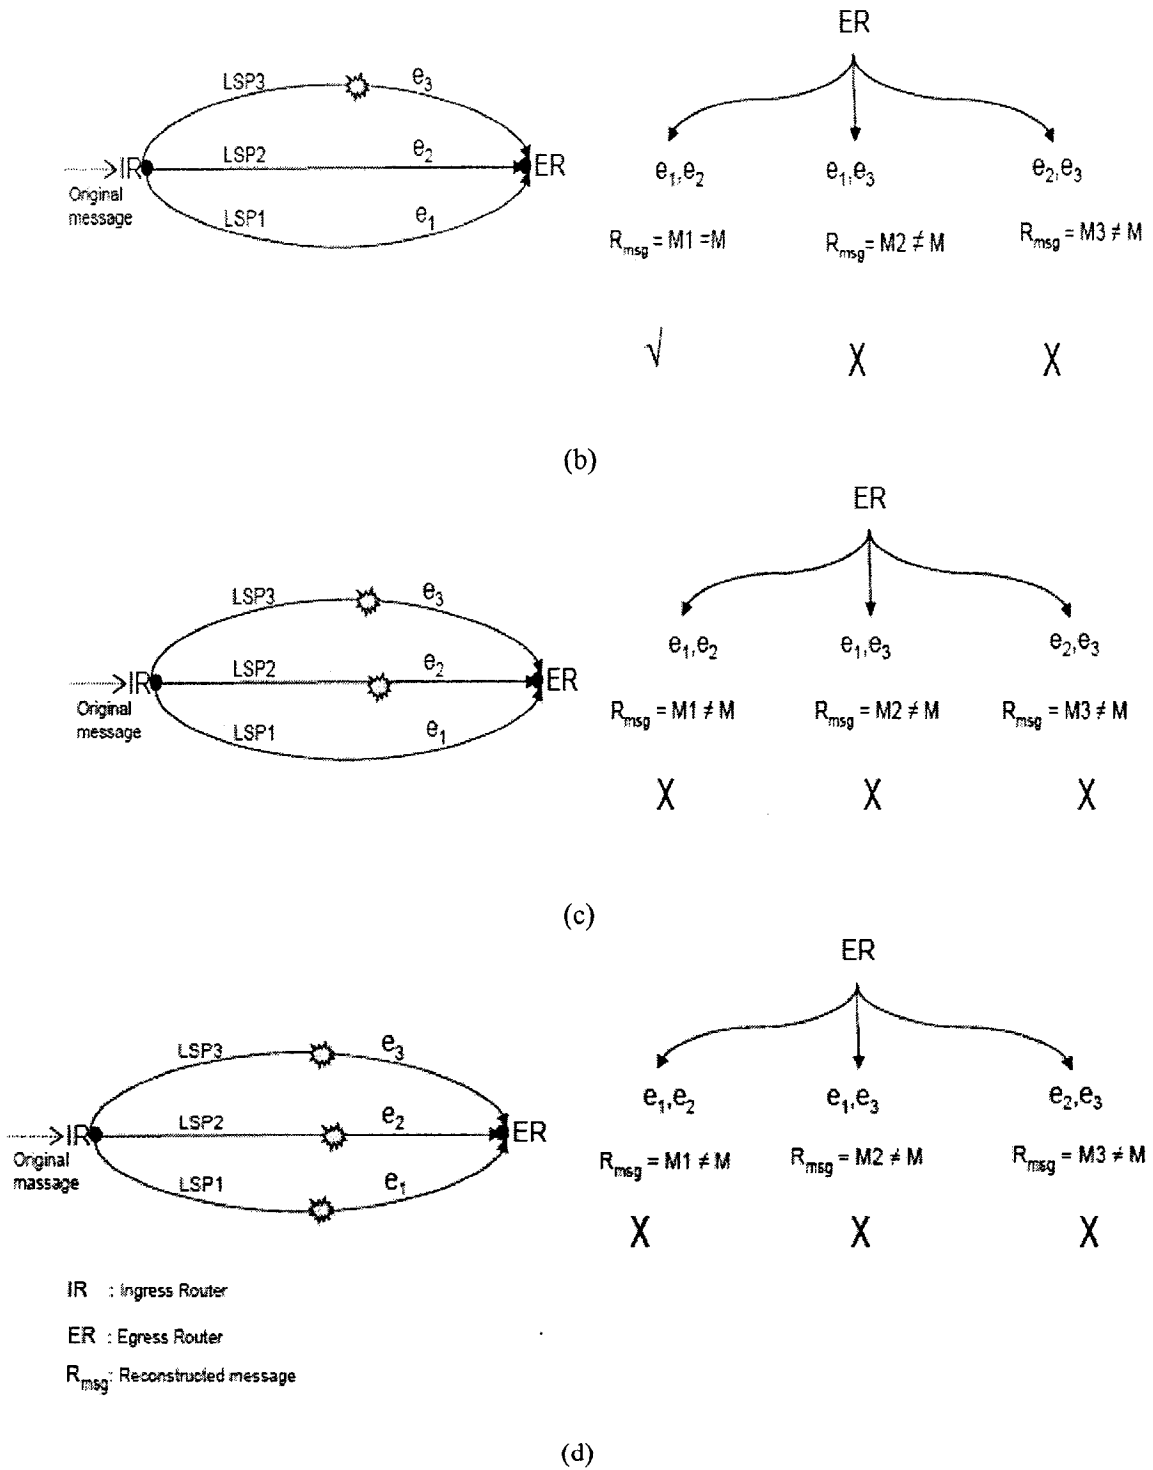 ER
LSP3
e3
LSP2
e2
IR
ER
Original
message
LSP1
e1
e1,e2
e1,e3
e2,e3
Rmsg = M1 =M
Rmsg = M2 ≠ M
Rmsg = M3 ≠ M
√
X
X
(b)
ER
LSP3
e3
LSP2
e2
IR
ER
Original
message
LSP1
e1
e1,e2
e1,e3
e2,e3
Rmsg = M1 ≠ M
Rmsg = M2 ≠ M
Rmsg = M3 ≠ M
X
X
X
(c)
ER
LSP3
e3
LSP2
e2
IR
ER
Original
massage
LSP1
e1
e1,e2
e1,e3
e2,e3
Rmsg = M1 ≠ M
Rmsg = M2 ≠ M
Rmsg = M3 ≠ M
X
X
X
IR : Ingress Router
ER : Egress Router
Rmsg: Reconstructed message
(d)